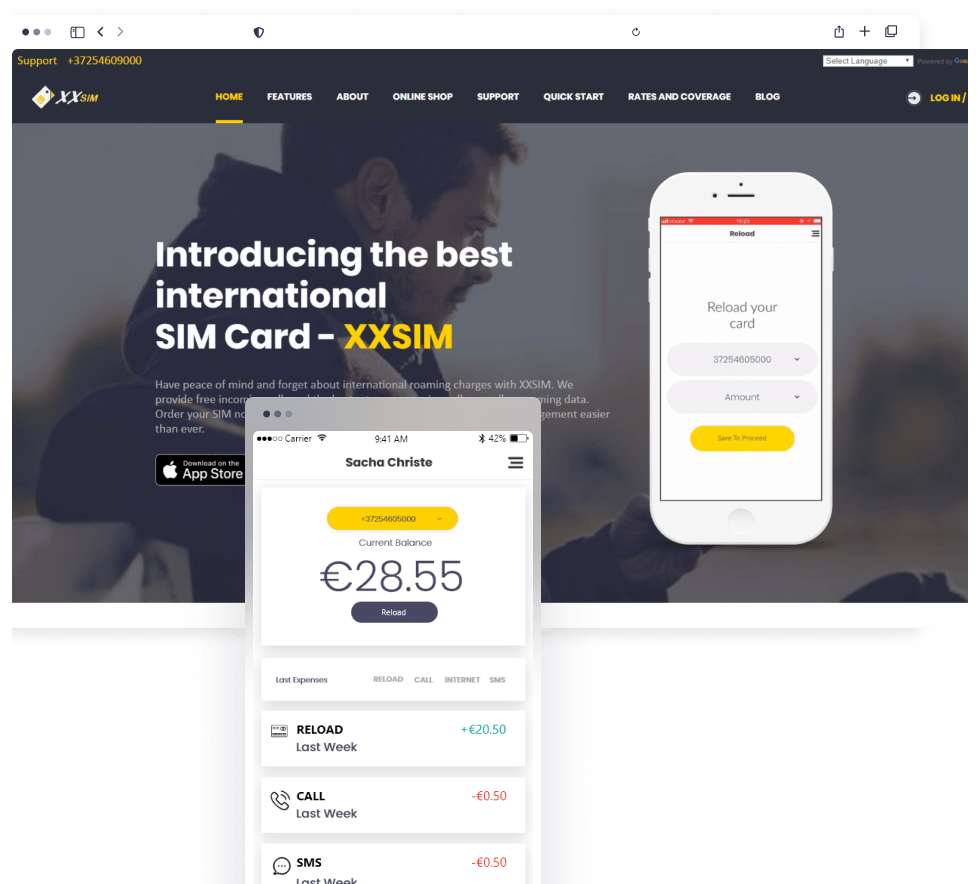 Support +37254609000
Select Language
Powered by Goo
XXSIM
HOME FEATURES ABOUT ONLINE SHOP SUPPORT QUICK START RATES AND COVERAGE BLOG
LOG IN /
Introducing the best
international
SIM Card - XXSIM
Have peace of mind and forget about international roaming charges with XXSIM. We
provide free
Order your SIM
ming data.
gement easier
than ever.
Download on the
App Store
15:23
Reload
Reload your
card
37254605000
Amount
Save To Proceed
Carrier 9:41 AM 42%
Sacha Christe
+37254605000
Current Balance
€28.55
Reload
Last Expenses RELOAD CALL INTERNET SMS
RELOAD +€20.50
Last Week
CALL -€0.50
Last Week
SMS -€0.50
Last Week